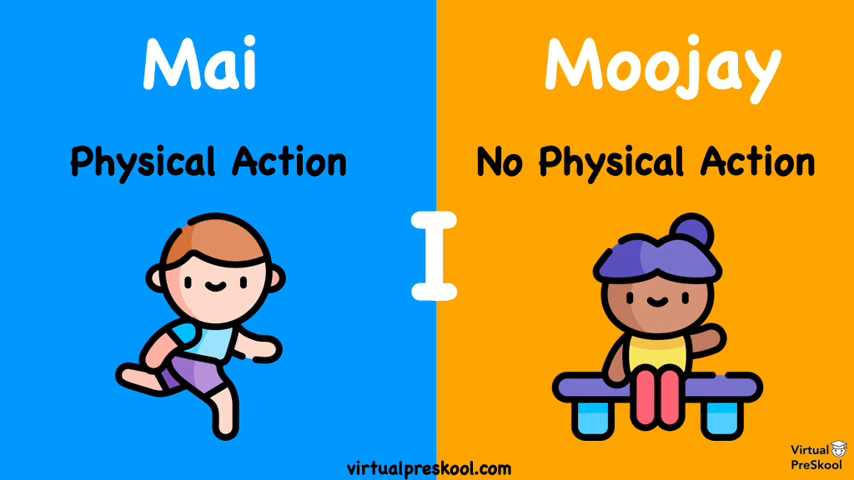 Mai
Physical Action
Moojay
No Physical Action
I
virtualpreskool.com
Virtual
PreSkool